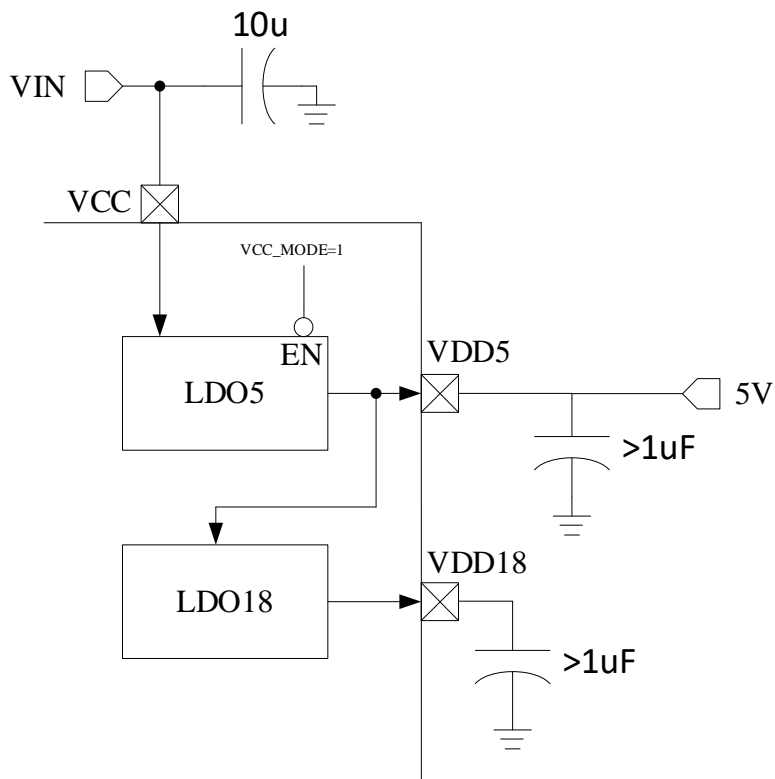 10u
VIN
VCC
VCC_MODE=1
EN
VDD5
LDO5
5V
>1uF
VDD18
LDO18
>1uF